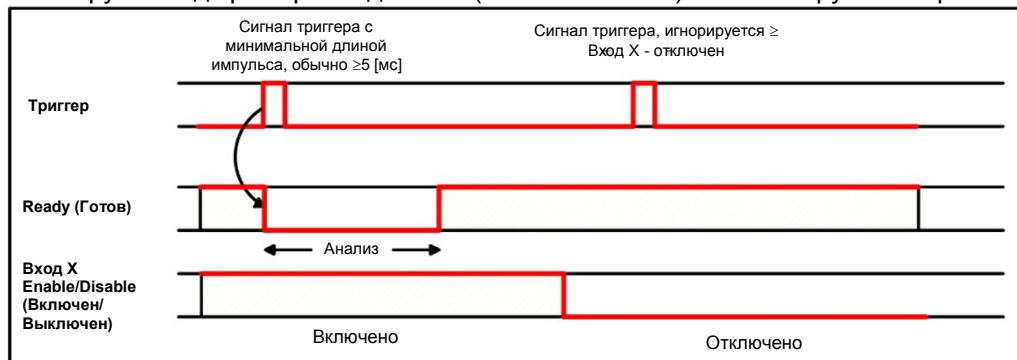 Сигнал триггера с
минимальной длиной
импульса, обычно ≥5 [мс]
Сигнал триггера, игнорируется ≥
Вход X - отключен
Триггер
Ready (Готов)
Анализ
Вход X
Enable/Disable
(Включен/
Выключен)
Включено
Отключено